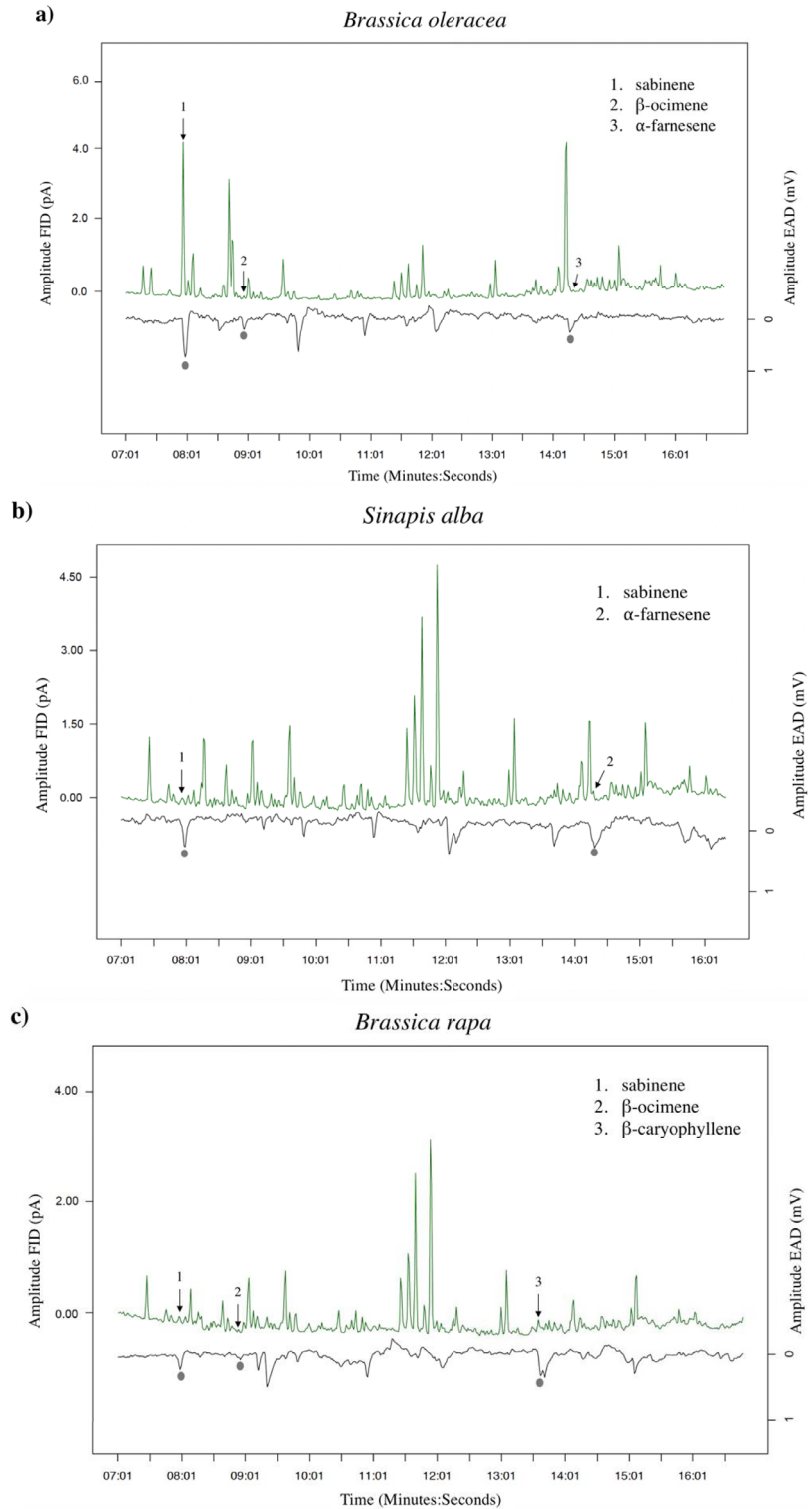 a)
Brassica oleracea
6.0
4.0
2.0
0.0
Amplitude FID (pA)
1
2
3
1. sabinene
2. β-ocimene
3. α-farnesene
Amplitude EAD (mV)
0
1
07:01 08:01 09:01 10:01 11:01 12:01 13:01 14:01 15:01 16:01
Time (Minutes:Seconds)
b)
Sinapis alba
4.50
3.00
1.50
0.00
Amplitude FID (pA)
1
2
1. sabinene
2. α-farnesene
Amplitude EAD (mV)
0
1
07:01 08:01 09:01 10:01 11:01 12:01 13:01 14:01 15:01 16:01
Time (Minutes:Seconds)
c)
Brassica rapa
4.00
2.00
0.00
Amplitude FID (pA)
1
2
3
1. sabinene
2. β-ocimene
3. β-caryophyllene
Amplitude EAD (mV)
0
1
07:01 08:01 09:01 10:01 11:01 12:01 13:01 14:01 15:01 16:01
Time (Minutes:Seconds)